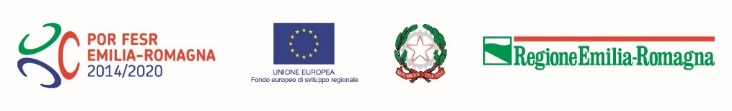 POR FESR
EMILIA-ROMAGNA
2014/2020
UNIONE EUROPEA
Fondo europeo di sviluppo regionale
RegioneEmilia-Romagna